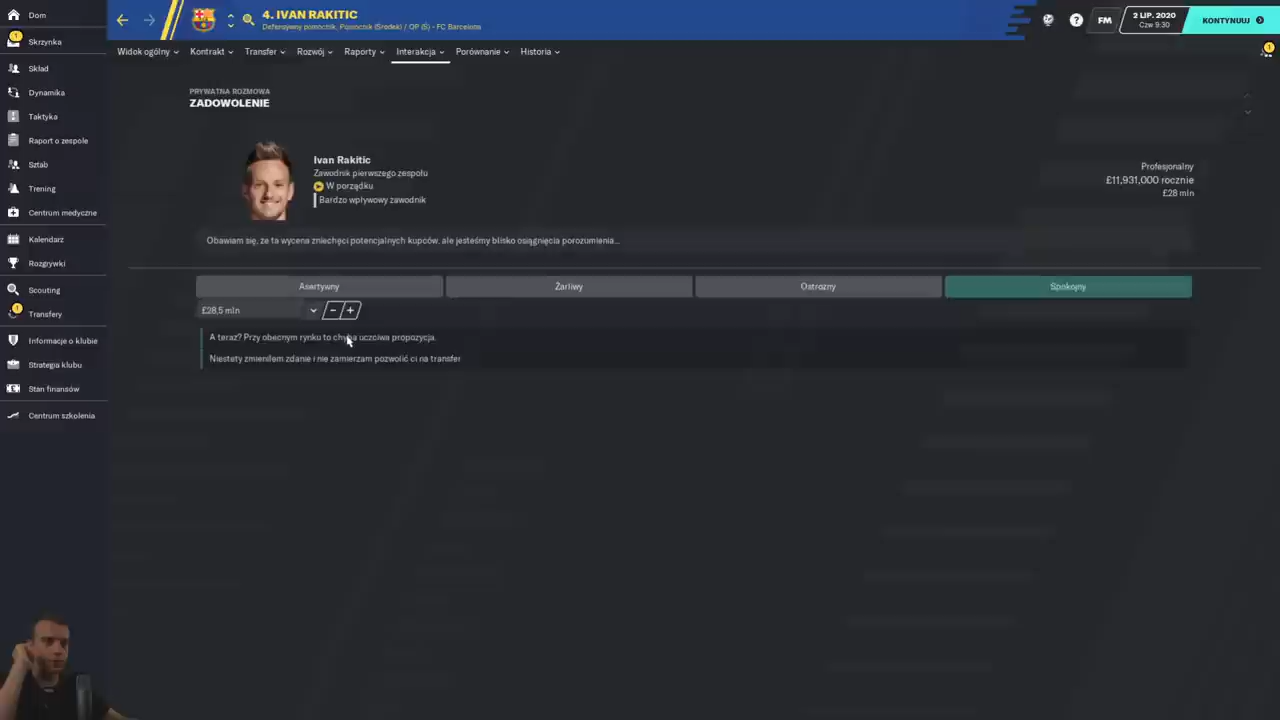 Dom
1
Skrzynka
Skład
Dynamika
Taktyka
Raport o zespole
Sztab
Trening
Centrum medyczne
Kalendarz
Rozgrywki
Scouting
1
Transfery
Informacje o klubie
Strategia klubu
Stan finansów
Centrum szkolenia
4. IVAN RAKITIC
Defensywny pomocnik, Pomocnik (Środek) / OP (Ś) - FC Barcelona
?
FM
2 LIP. 2020
Czw 9:30
KONTYNUUJ
1
Widok ogólny
Kontrakt
Transfer
Rozwój
Raporty
Interakcja
Porównanie
Historia
PRYWATNA ROZMOWA
ZADOWOLENIE
Ivan Rakitic
Zawodnik pierwszego zespołu
W porządku
Bardzo wpływowy zawodnik
Profesjonalny
£11,931,000 rocznie
£28 mln
Obawiam się, że ta wycena zniechęci potencjalnych kupców, ale jesteśmy blisko osiągnięcia porozumienia...
Asertywny
Żarliwy
Ostrożny
Spokojny
£28,5 mln
A teraz? Przy obecnym rynku to chyba uczciwa propozycja.
Niestety zmieniłem zdanie i nie zamierzam pozwolić ci na transfer